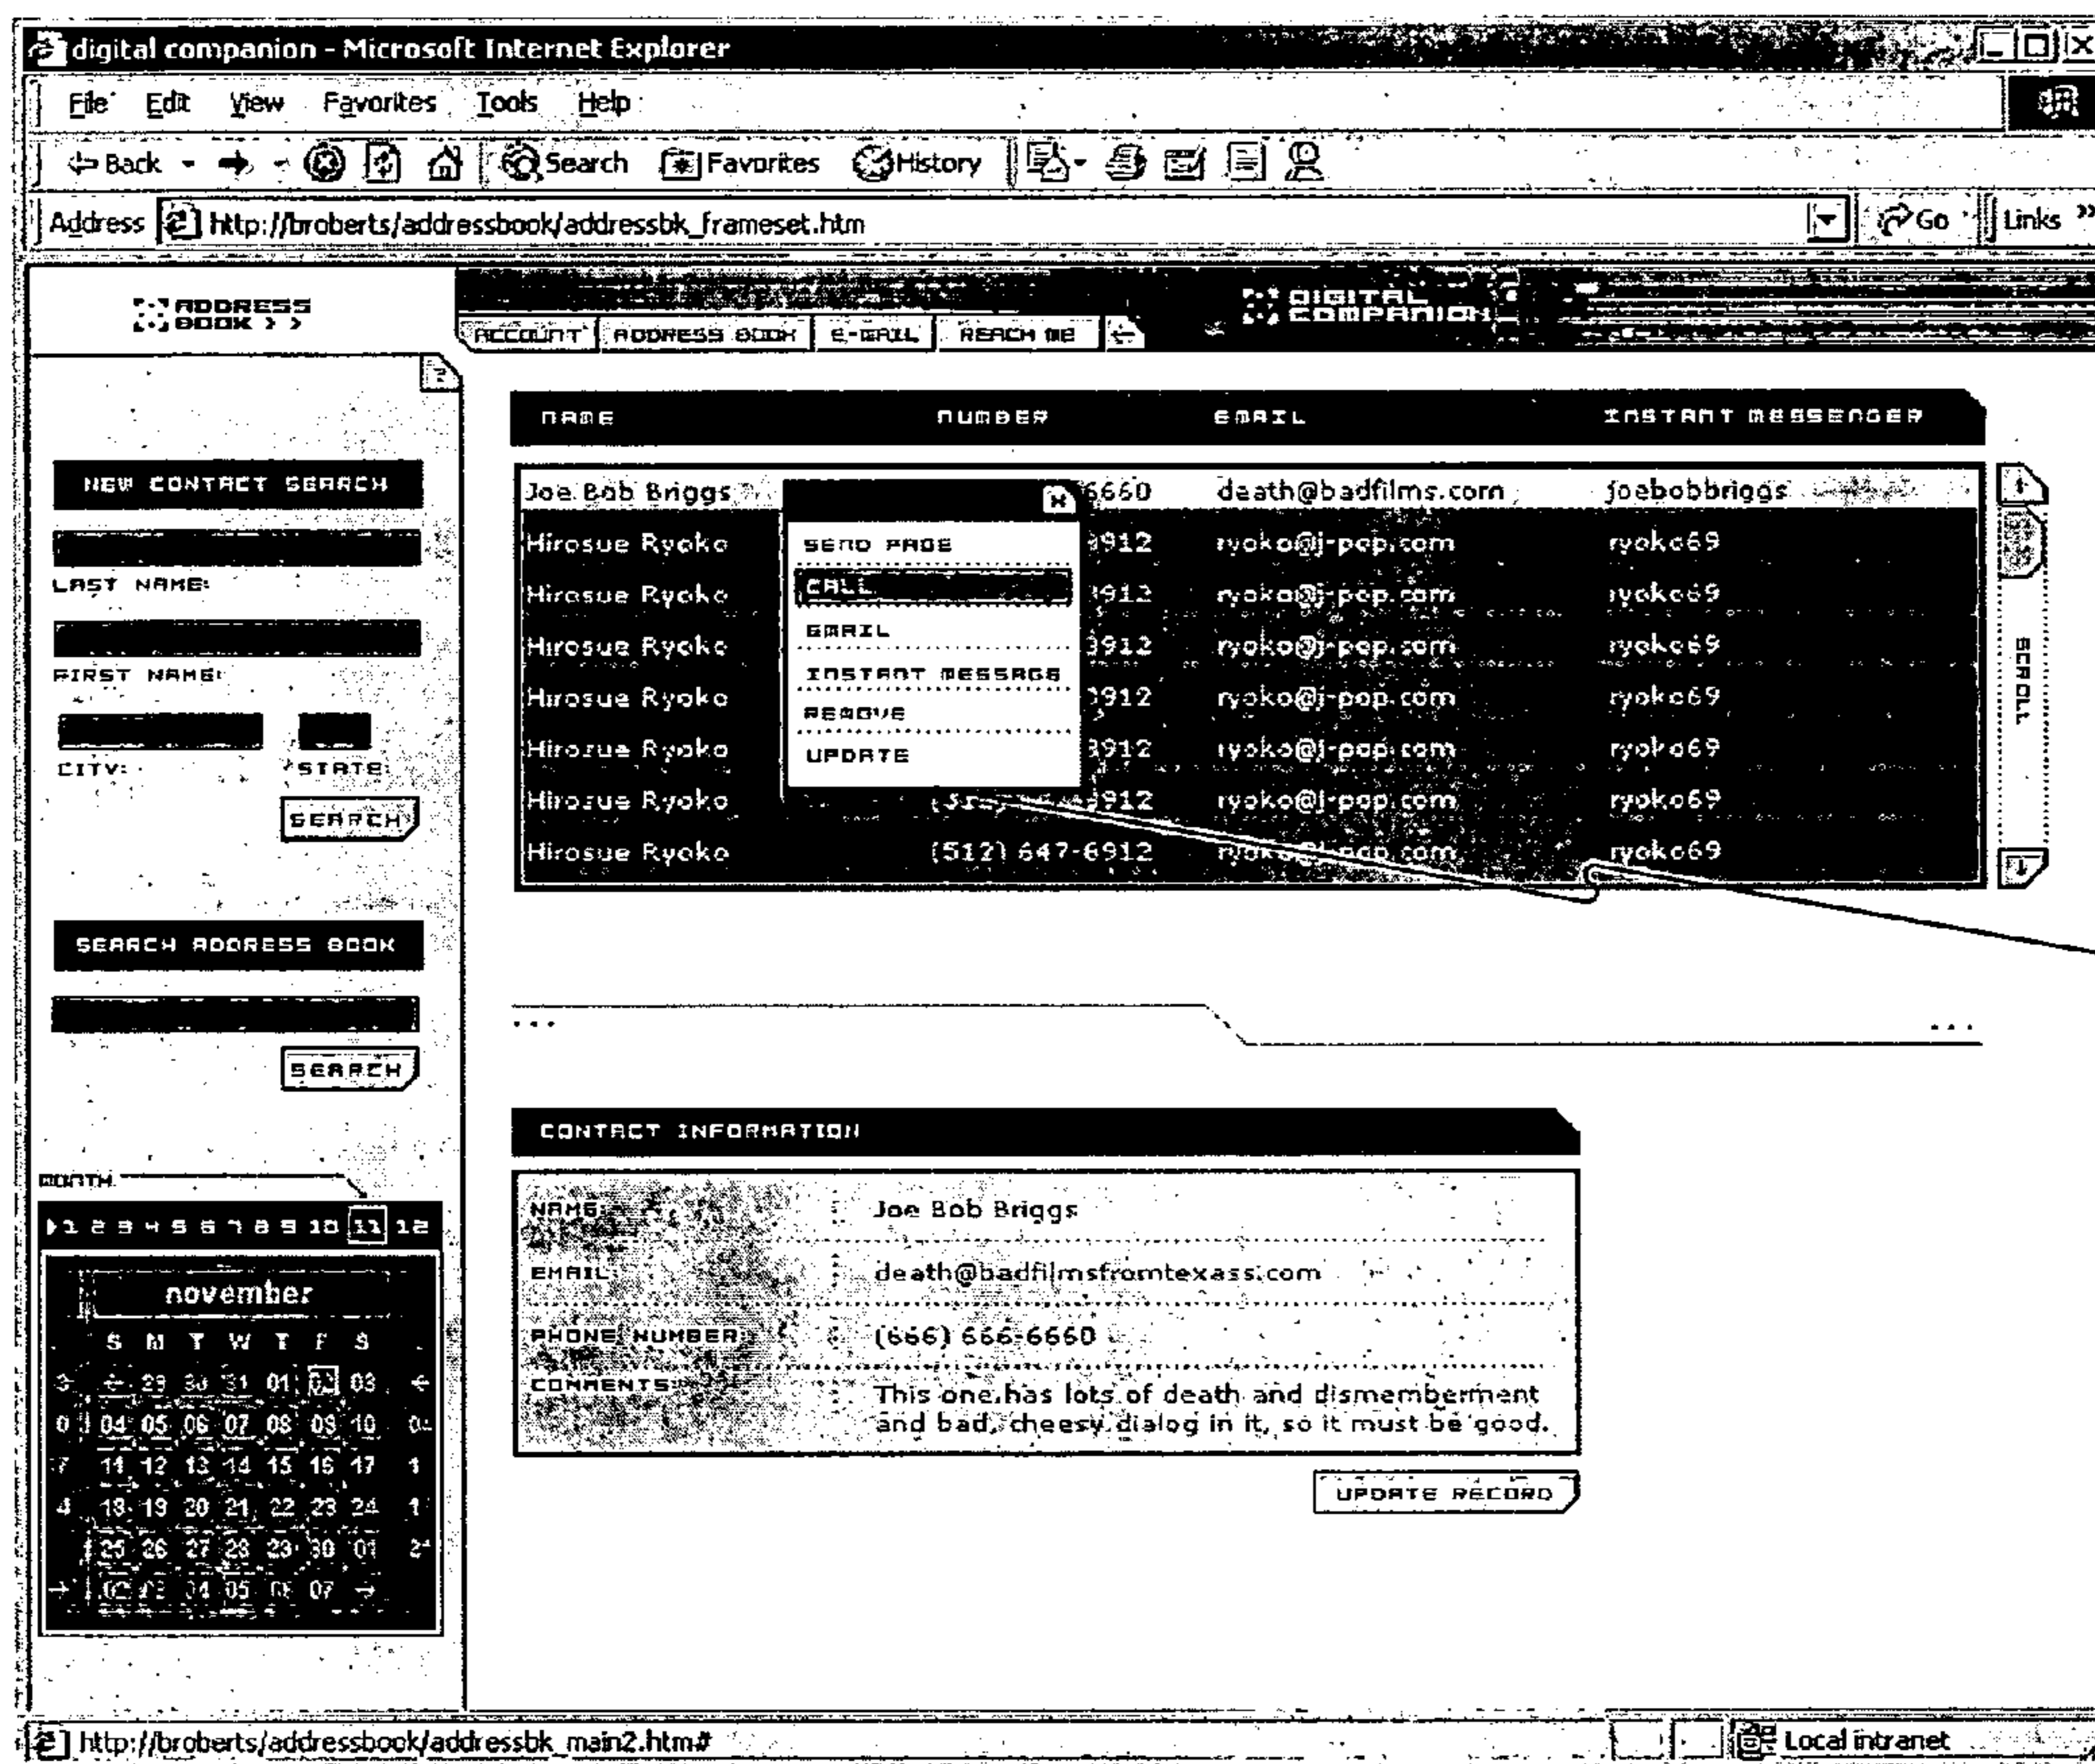 digital companion - Microsoft Internet Explorer
File Edit View Favorites Tools Help
Back Search Favorites History
Address http://broberts/addressbook/addressbk_frameset.htm Go Links »
ADDRESS BOOK > >
DIGITAL COMPANION
ACCOUNT ADDRESS BOOK E-MAIL REACH ME
NAME NUMBER EMAIL INSTANT MESSENGER
Joe Bob Briggs 6660 death@badfilms.com joebobbriggs
Hirosue Ryoko 912 ryoko@j-pop.com ryoko69
Hirosue Ryoko 912 ryoko@j-pop.com ryoko69
Hirosue Ryoko 912 ryoko@j-pop.com ryoko69
Hirosue Ryoko 912 ryoko@j-pop.com ryoko69
Hirosue Ryoko 912 ryoko@j-pop.com ryoko69
Hirosue Ryoko 912 ryoko@j-pop.com ryoko69
Hirosue Ryoko (512) 647-6912 ryoko@j-pop.com ryoko69
SEND PAGE
CALL
EMAIL
INSTANT MESSAGE
REMOVE
UPDATE
SCROLL
NEW CONTACT SEARCH
LAST NAME:
FIRST NAME:
CITY: STATE:
SEARCH
SEARCH ADDRESS BOOK
SEARCH
CONTACT INFORMATION
NAME: Joe Bob Briggs
EMAIL: death@badfilmsfromtexass.com
PHONE NUMBER: (666) 666-6660
COMMENTS: This one has lots of death and dismemberment
and bad, cheesy dialog in it, so it must be good.
UPDATE RECORD
MONTH
1 2 3 4 5 6 7 8 9 10 11 12
november
S M T W T F S
29 30 31 01 02 03
04 05 06 07 08 09 10
11 12 13 14 15 16 17
18 19 20 21 22 23 24
25 26 27 28 29 30 01
02 03 04 05 06 07
http://broberts/addressbook/addressbk_main2.htm# Local intranet